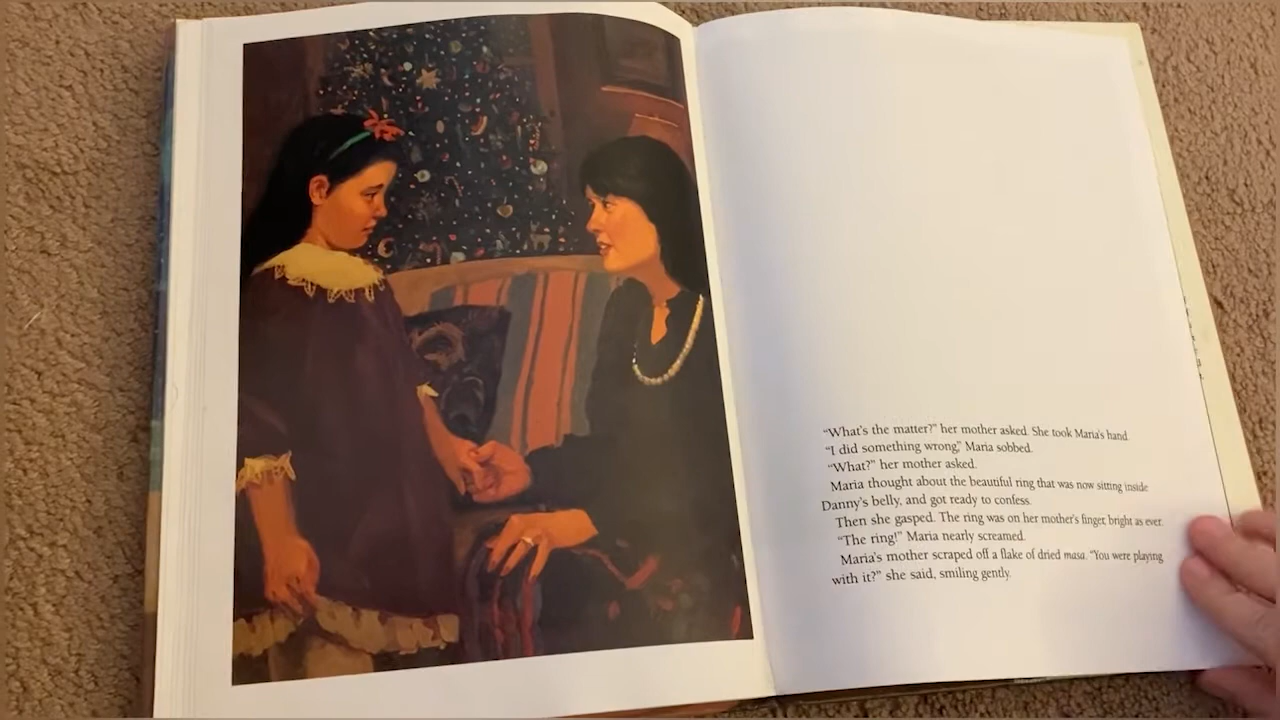 “What’s the matter?” her mother asked. She took Maria’s hand.
“I did something wrong,” Maria sobbed.
“What?” her mother asked.
Maria thought about the beautiful ring that was now sitting inside
Danny’s belly, and got ready to confess.
Then she gasped. The ring was on her mother’s finger, bright as ever.
“The ring!” Maria nearly screamed.
Maria’s mother scraped off a flake of dried masa. “You were playing
with it?” she said, smiling gently.